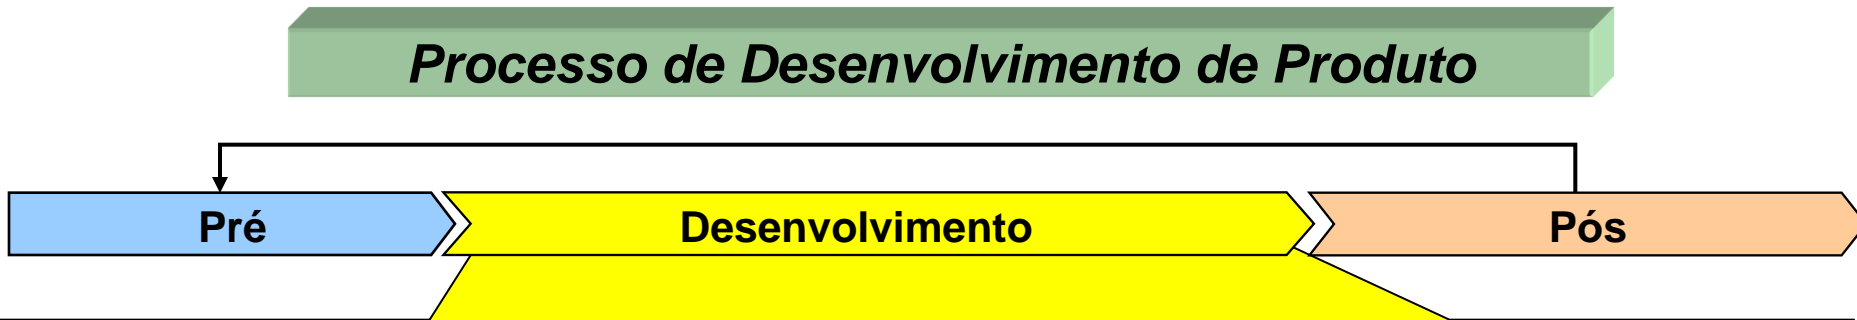 Processo de Desenvolvimento de Produto
Pré
Desenvolvimento
Pós